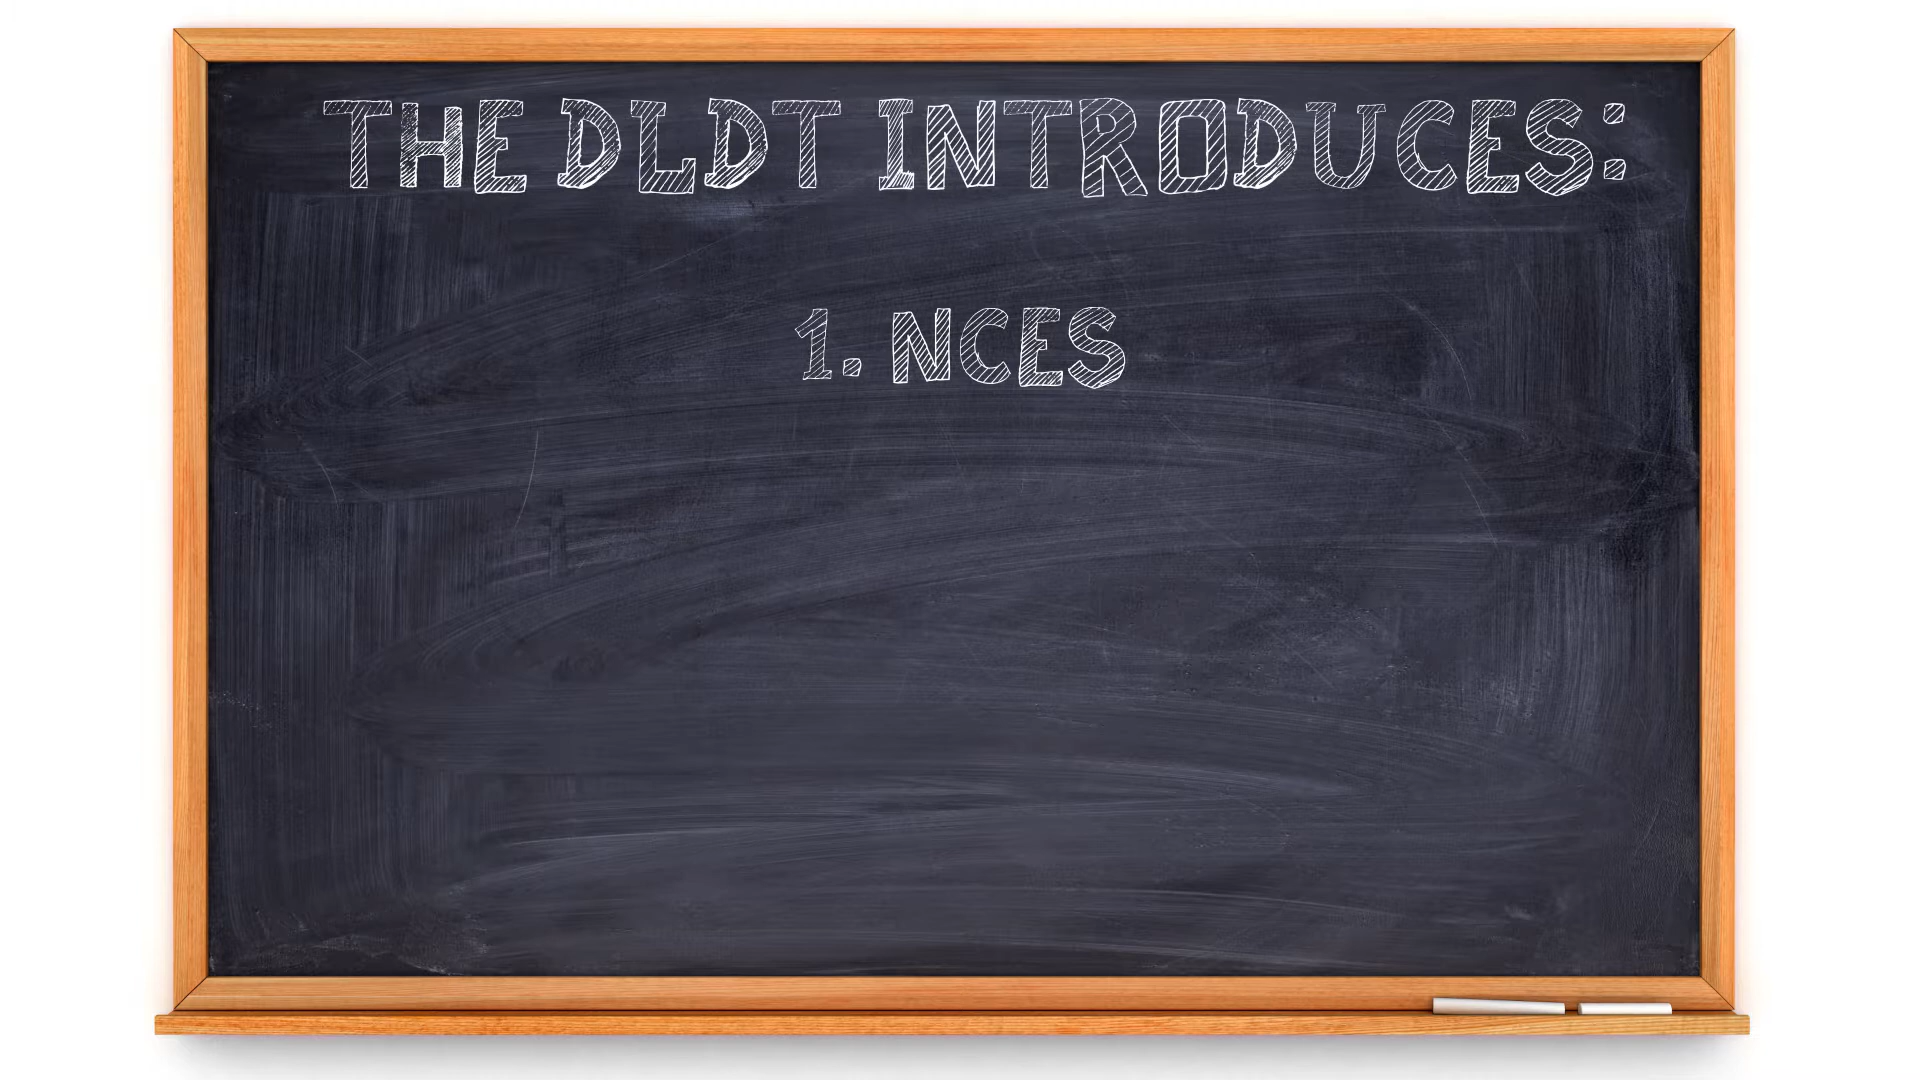 THE DLDT INTRODUCES:
1. NCES